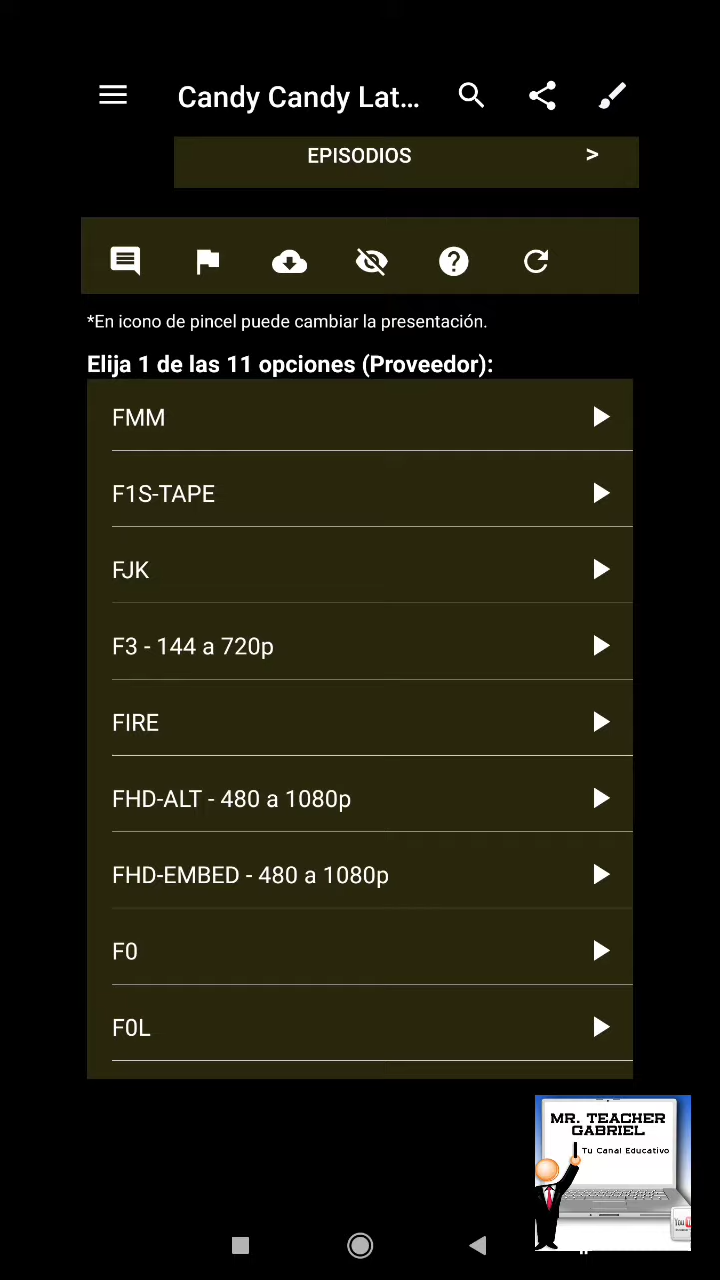 Candy Candy Lat...
EPISODIOS >
*En icono de pincel puede cambiar la presentación.
Elija 1 de las 11 opciones (Proveedor):
FMM
F1S-TAPE
FJK
F3 - 144 a 720p
FIRE
FHD-ALT - 480 a 1080p
FHD-EMBED - 480 a 1080p
F0
F0L
MR. TEACHER
GABRIEL
Tu Canal Educativo